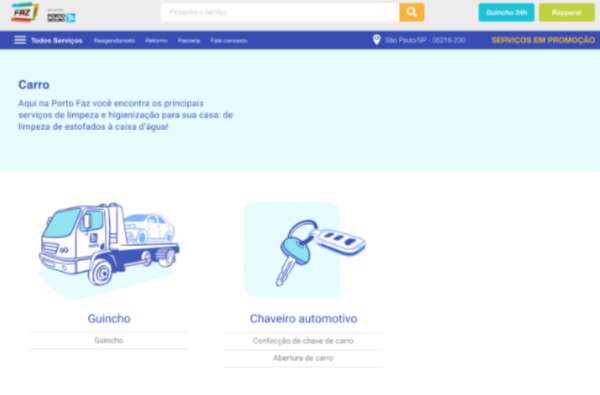 FAZ
PORTO SEGURO
Pesquise o Serviço
Guincho 24h
Reppara!
Todos Serviços
Reagendameto
Retorno
Parceria
Fale conosco
São Paulo/SP - 05216-230
SERVIÇOS EM PROMOÇÃO
Carro
Aqui na Porto Faz você encontra os principais
serviços de limpeza e higienização para sua casa: de
limpeza de estofados à caixa d'água!
Guincho
Guincho
Chaveiro automotivo
Confecção de chave de carro
Abertura de carro